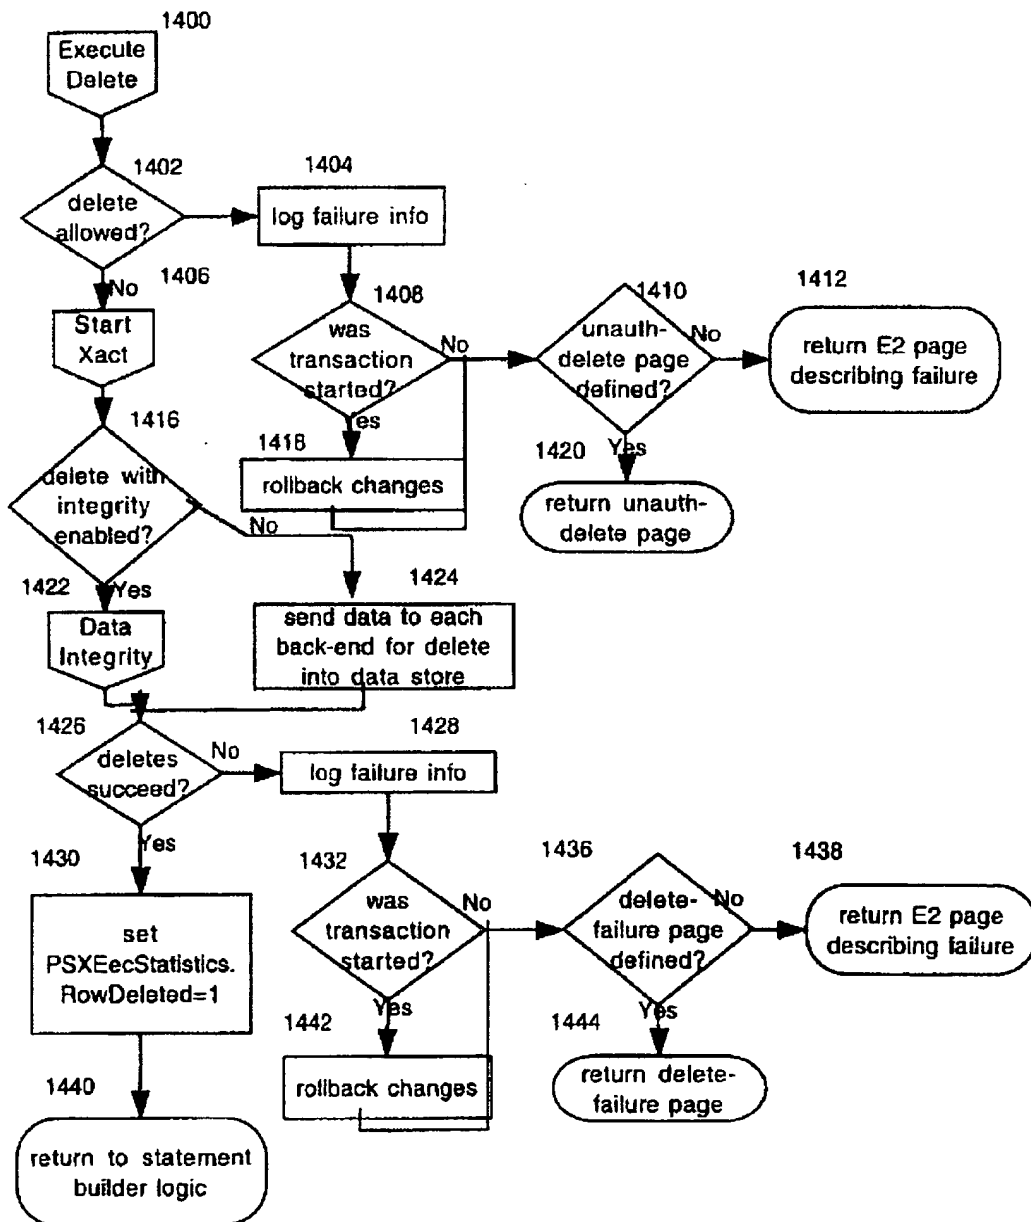 1400
Execute
Delete
1402
delete
allowed?
1404
log failure info
No
1406
Start
Xact
1408
was
transaction
started?
No
Yes
1410
unauth-
delete page
defined?
No
1412
return E2 page
describing failure
1416
delete with
integrity
enabled?
No
1418
rollback changes
Yes
1420
return unauth-
delete page
1422
Yes
Data
Integrity
1424
send data to each
back-end for delete
into data store
1426
deletes
succeed?
No
1428
log failure info
Yes
1430
set
PSXEecStatistics.
RowDeleted=1
1432
was
transaction
started?
No
Yes
1436
delete-
failure page
defined?
No
1438
return E2 page
describing failure
1442
rollback changes
Yes
1444
return delete-
failure page
1440
return to statement
builder logic